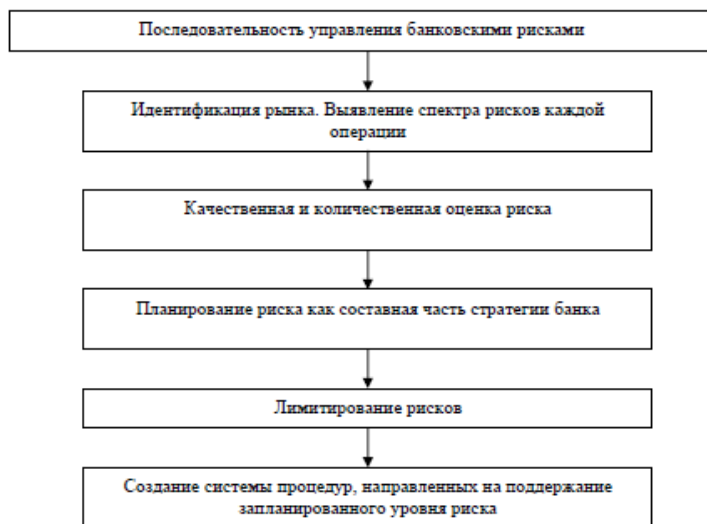 Последовательность управления банковскими рисками
Идентификация рынка. Выявление спектра рисков каждой
операции
Качественная и количественная оценка риска
Планирование риска как составная часть стратегии банка
Лимитирование рисков
Создание системы процедур, направленных на поддержание
запланированного уровня риска